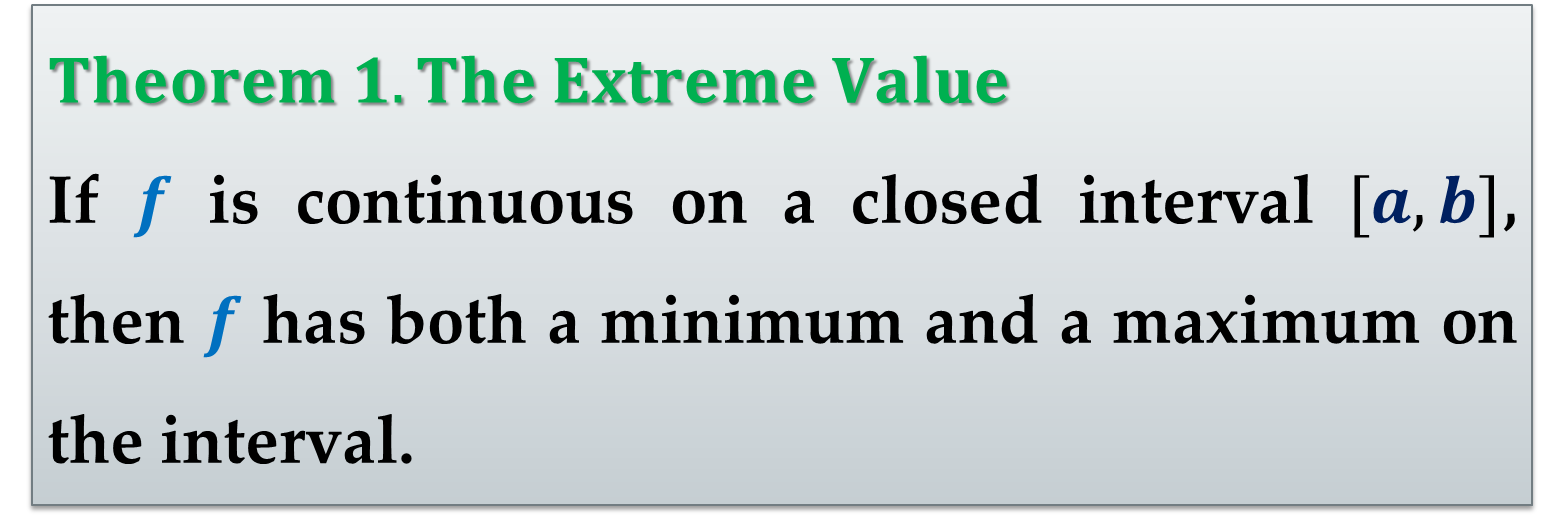 Theorem 1. The Extreme Value
If f is continuous on a closed interval [a, b],
then f has both a minimum and a maximum on
the interval.